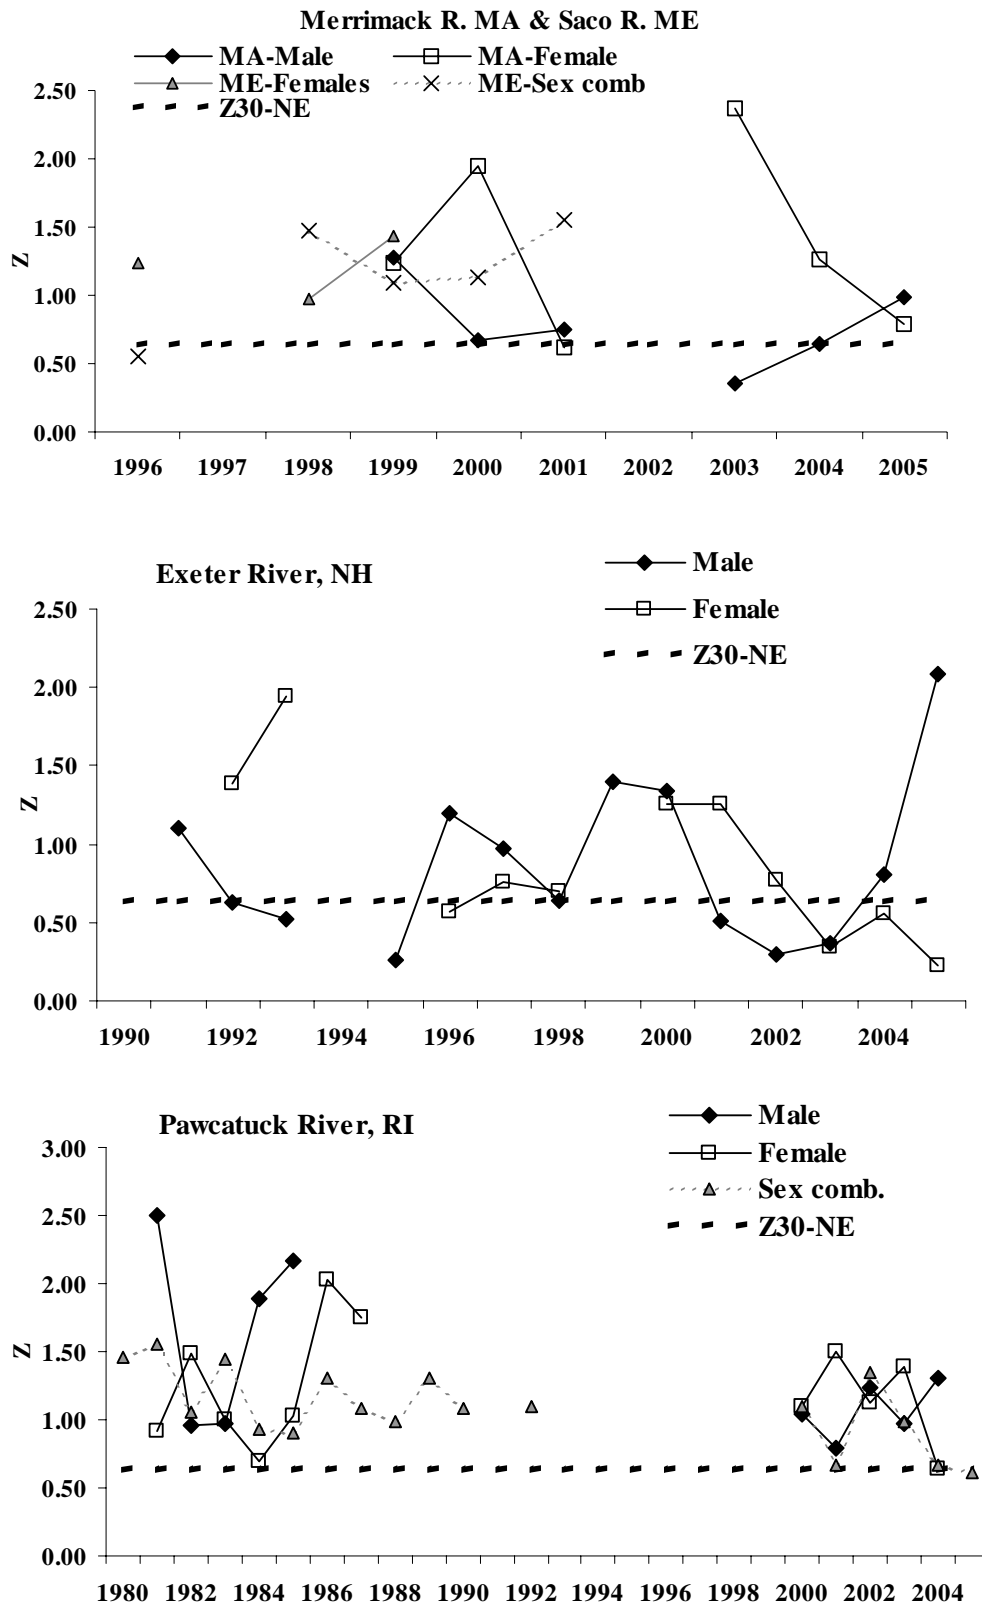 Merrimack R. MA & Saco R. ME
MA-Male MA-Female
ME-Females ME-Sex comb
Z30-NE
2.50
2.00
1.50
1.00
0.50
0.00
Z
1996 1997 1998 1999 2000 2001 2002 2003 2004 2005
Exeter River, NH
Male
Female
Z30-NE
2.50
2.00
1.50
1.00
0.50
0.00
Z
1990 1992 1994 1996 1998 2000 2002 2004
Pawcatuck River, RI
Male
Female
Sex comb.
Z30-NE
3.00
2.50
2.00
1.50
1.00
0.50
0.00
Z
1980 1982 1984 1986 1988 1990 1992 1994 1996 1998 2000 2002 2004